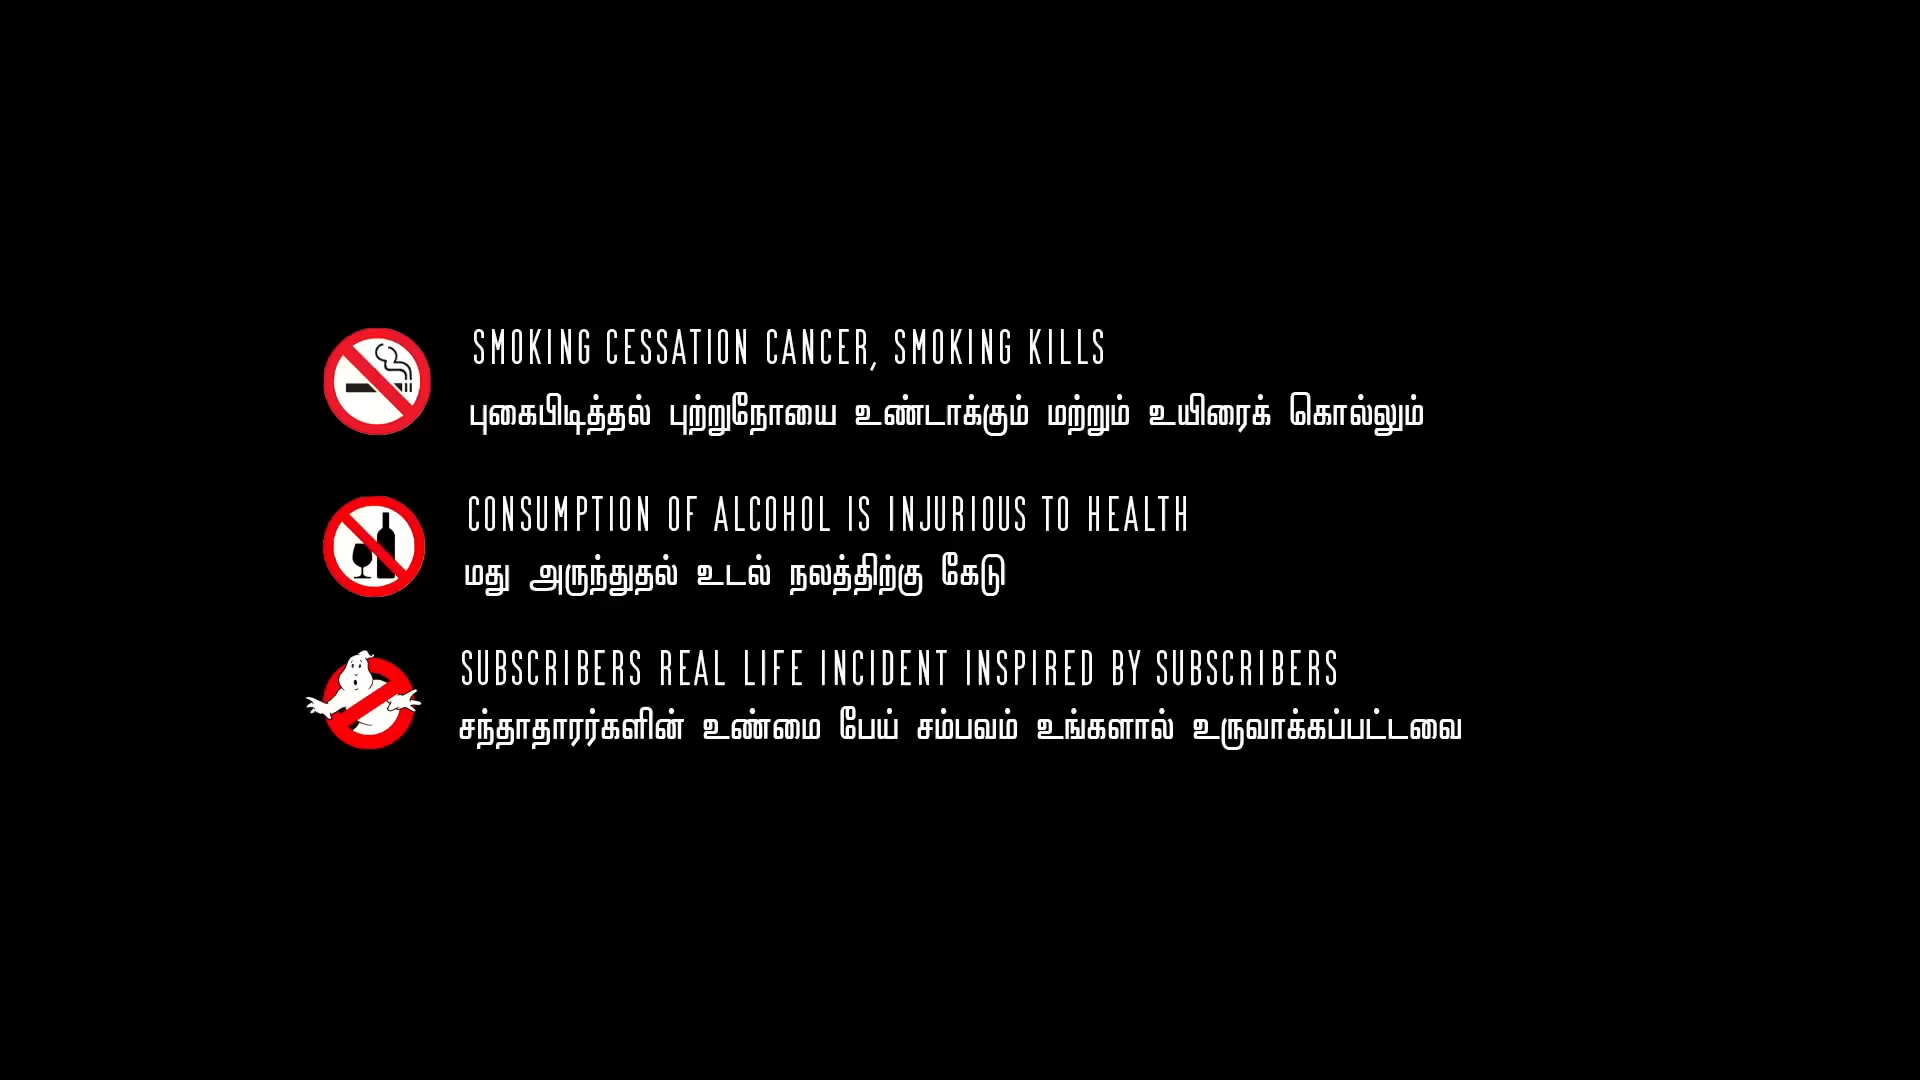 SMOKING CESSATION CANCER, SMOKING KILLS
புகைபிடித்தல் புற்றுநோயை உண்டாக்கும் மற்றும் உயிரைக் கொல்லும்
CONSUMPTION OF ALCOHOL IS INJURIOUS TO HEALTH
மது அருந்துதல் உடல் நலத்திற்கு கேடு
SUBSCRIBERS REAL LIFE INCIDENT INSPIRED BY SUBSCRIBERS
சந்தாதாரர்களின் உண்மை பேய் சம்பவம் உங்களால் உருவாக்கப்பட்டவை